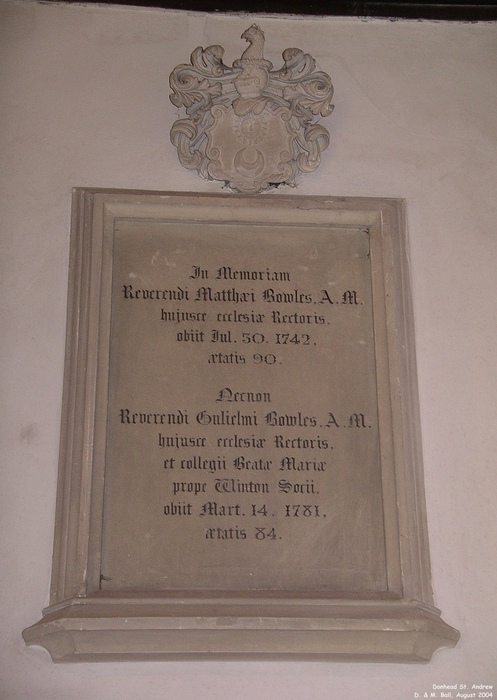 In Memoriam
Reverendi Matthæi Bowles, A. M.
hujusce ecclesiæ Rectoris,
obiit Jul. 30. 1742,
ætatis 90.
Necnon
Reverendi Gulielmi Bowles, A. M.
hujusce ecclesiæ Rectoris,
et collegii Beatæ Mariæ
prope Winton Socii,
obiit Mart. 14. 1781,
ætatis 84.
Donhead St. Andrew
D. & M. Ball, August 2004